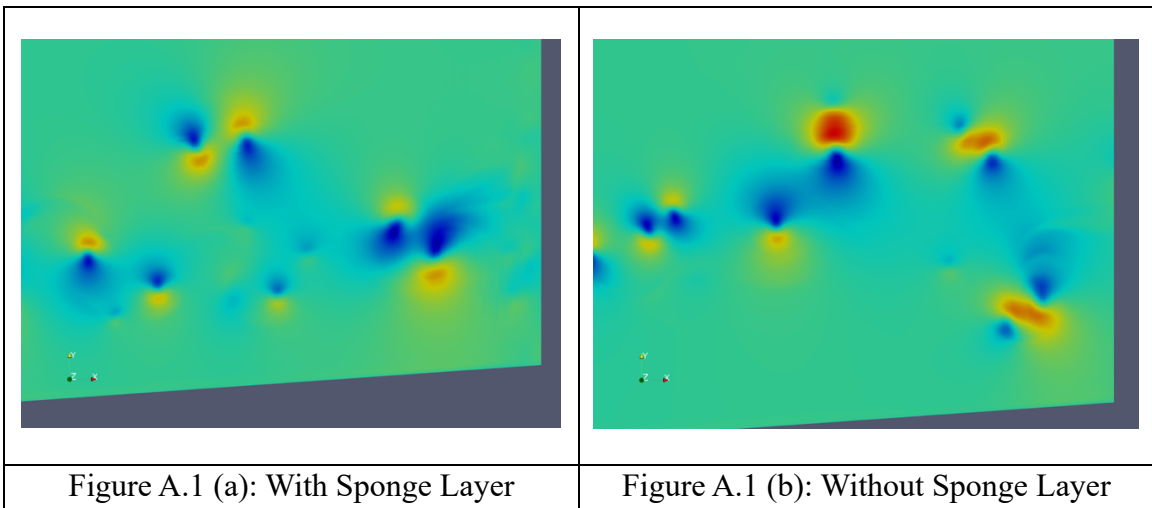 Y
Z X
Y
Z X
Figure A.1 (a): With Sponge Layer
Figure A.1 (b): Without Sponge Layer